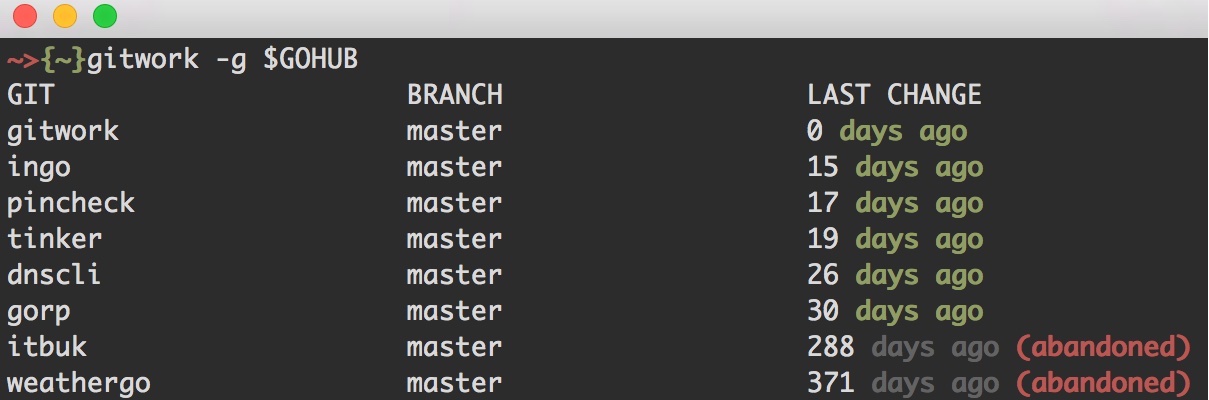 ~>{~}gitwork -g $GOHUB
GIT BRANCH LAST CHANGE
gitwork master 0 days ago
ingo master 15 days ago
pincheck master 17 days ago
tinker master 19 days ago
dnscli master 26 days ago
gorp master 30 days ago
itbuk master 288 days ago (abandoned)
weathergo master 371 days ago (abandoned)